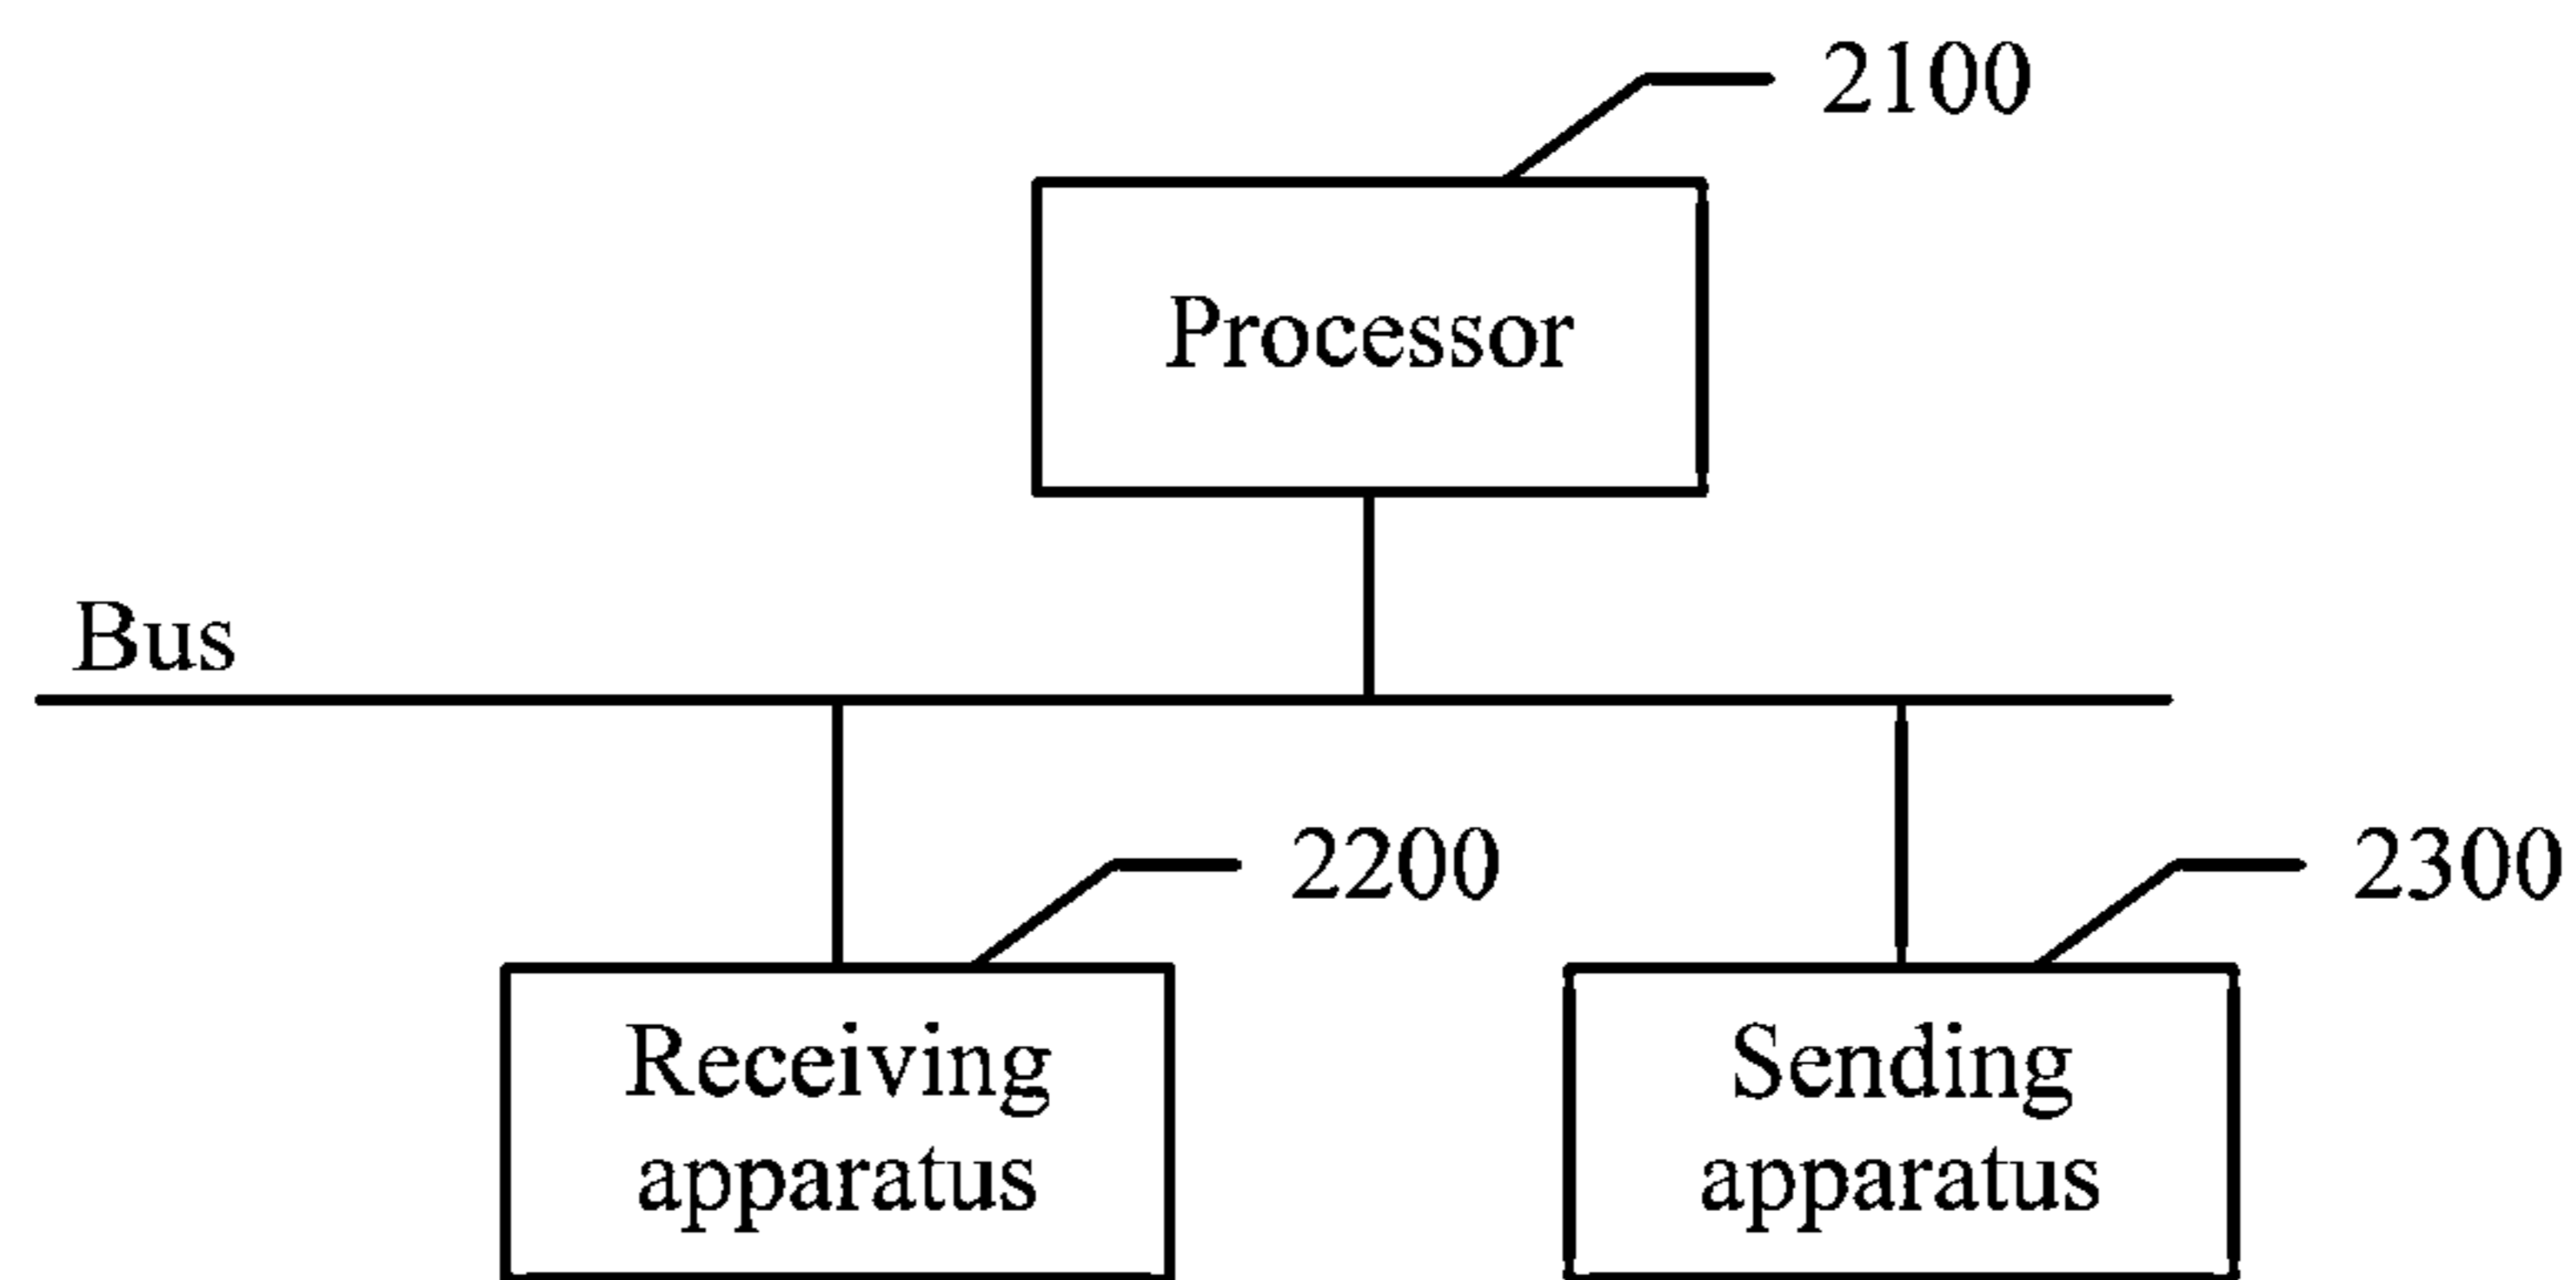 2100
Processor
Bus
2200
2300
Receiving
apparatus
Sending
apparatus